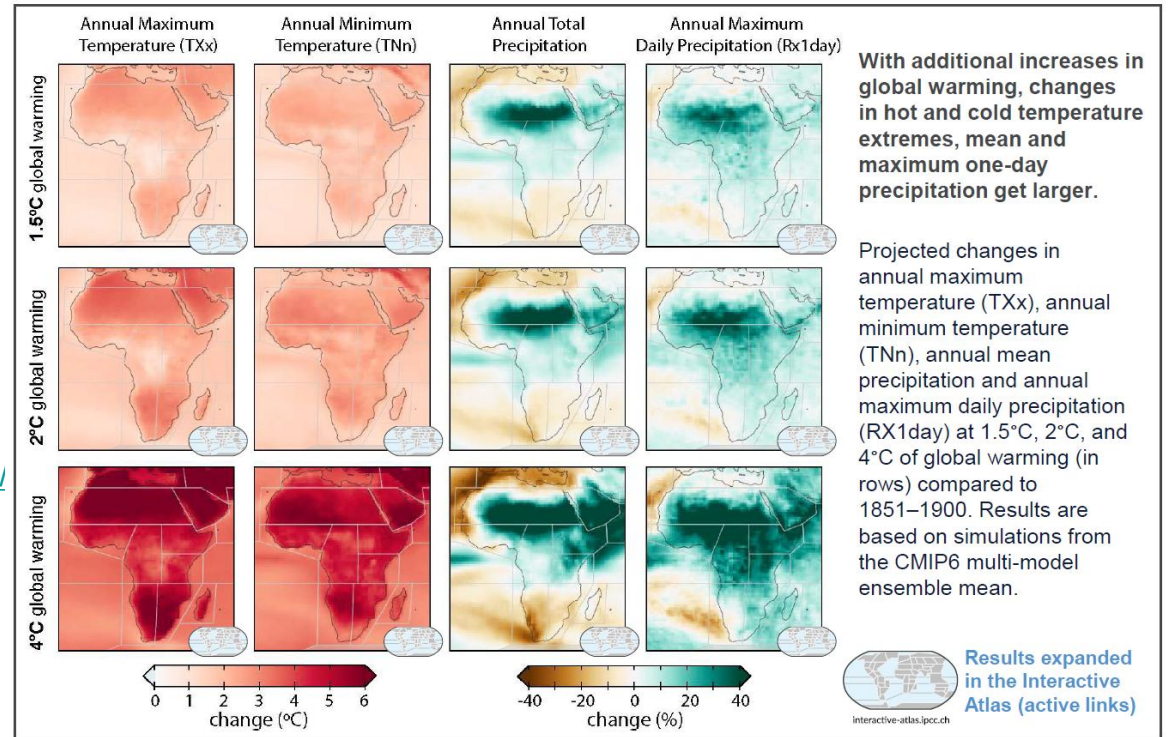 Annual Maximum
Temperature (TXx)
Annual Minimum
Temperature (TNn)
Annual Total
Precipitation
Annual Maximum
Daily Precipitation (Rx1day)
1.5ºC global warming
2ºC global warming
4ºC global warming
0 1 2 3 4 5 6
change (ºC)
-40 -20 0 20 40
change (%)
With additional increases in
global warming, changes
in hot and cold temperature
extremes, mean and
maximum one-day
precipitation get larger.
Projected changes in
annual maximum
temperature (TXx), annual
minimum temperature
(TNn), annual mean
precipitation and annual
maximum daily precipitation
(RX1day) at 1.5°C, 2°C, and
4°C of global warming (in
rows) compared to
1851–1900. Results are
based on simulations from
the CMIP6 multi-model
ensemble mean.
interactive-atlas.ipcc.ch
Results expanded
in the Interactive
Atlas (active links)